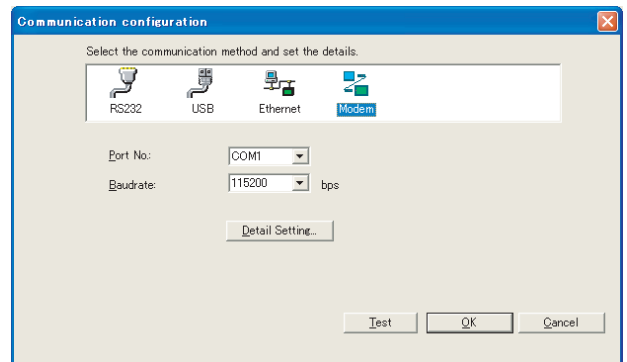 Communication configuration
Select the communication method and set the details.
RS232 USB Ethernet Modem
Port No.: COM1
Baudrate: 115200 bps
Detail Setting...
Test OK Cancel